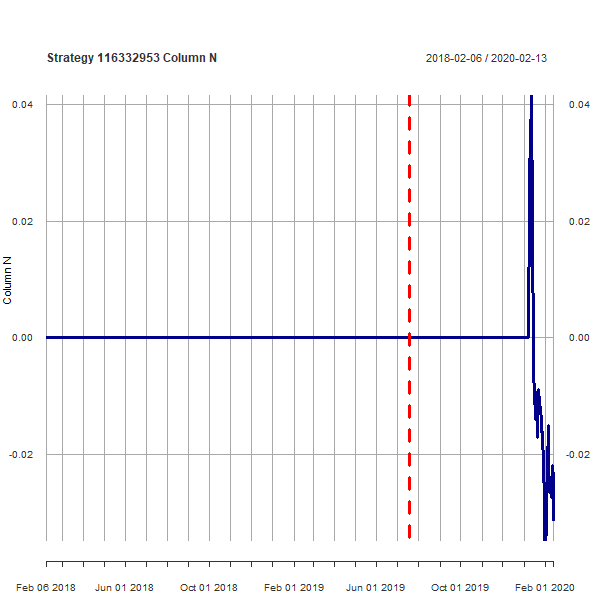 Strategy 116332953 Column N
2018-02-06 / 2020-02-13
0.04
0.04
0.02
0.02
Column N
0.00
0.00
-0.02
-0.02
Feb 06 2018
Jun 01 2018
Oct 01 2018
Feb 01 2019
Jun 01 2019
Oct 01 2019
Feb 01 2020